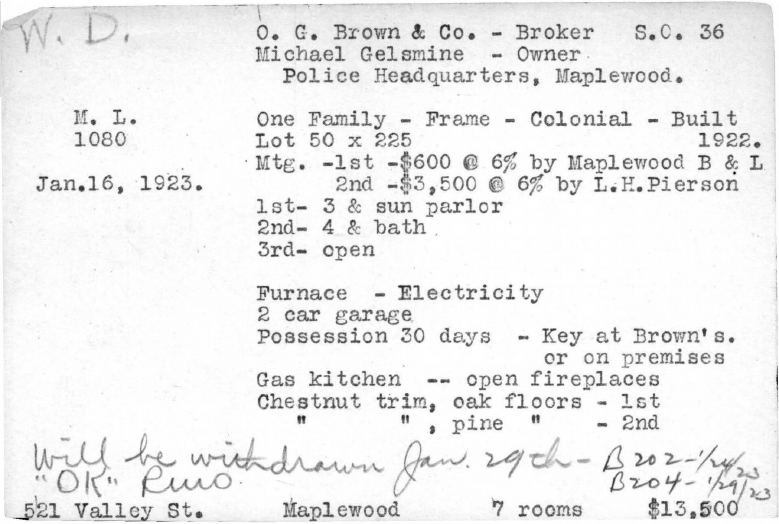 W. D.
O. G. Brown & Co. - Broker S.O. 36
Michael Gelsmine - Owner
Police Headquarters, Maplewood.
M. L. One Family - Frame - Colonial - Built
1080 Lot 50 x 225 1922.
Mtg. -1st -$600 @ 6% by Maplewood B & L
Jan.16, 1923. 2nd -$3,500 @ 6% by L.H.Pierson
1st- 3 & sun parlor
2nd- 4 & bath
3rd- open
Furnace - Electricity
2 car garage
Possession 30 days - Key at Brown's.
or on premises
Gas kitchen -- open fireplaces
Chestnut trim, oak floors - 1st
" " , pine " - 2nd
Will be withdrawn Jan. 29th - B202-1/24/23
"OK" B204-1/29/23
521 Valley St. Maplewood 7 rooms $13,500